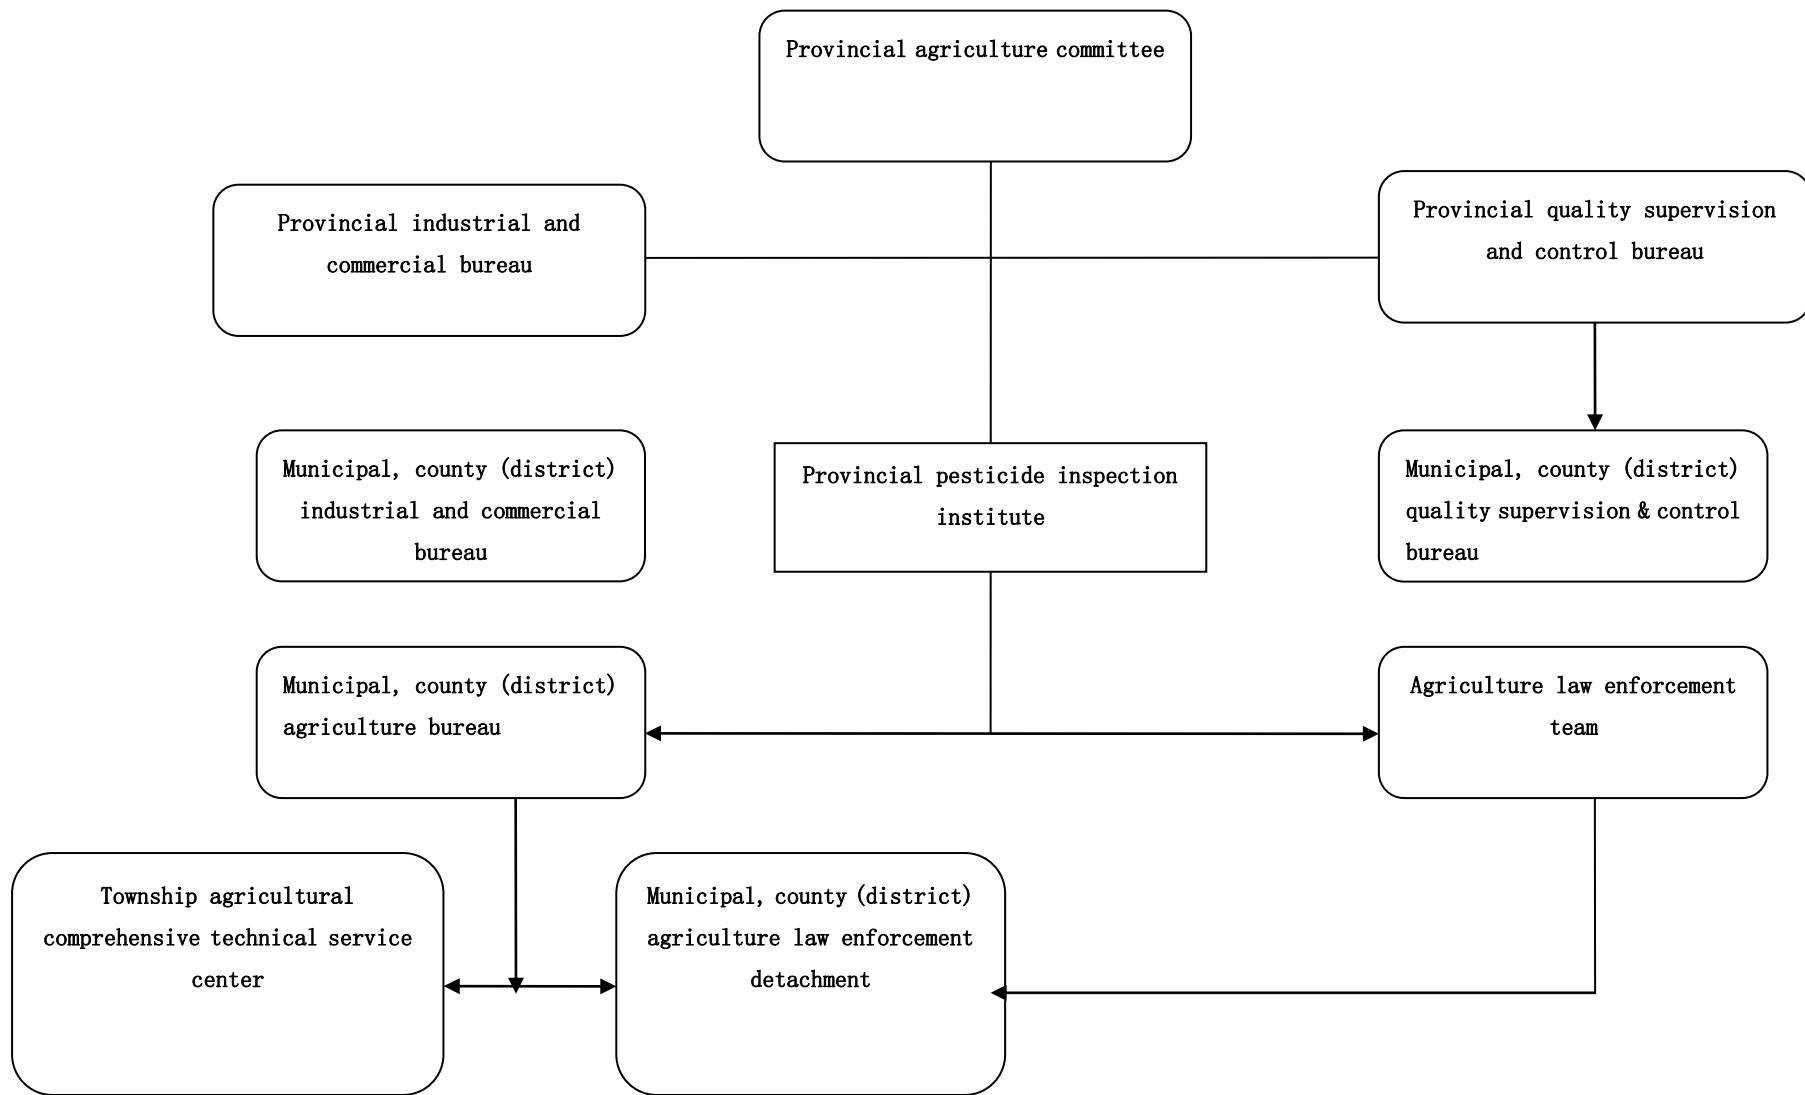 Provincial agriculture committee
Provincial industrial and
commercial bureau
Provincial quality supervision
and control bureau
Municipal, county (district)
industrial and commercial
bureau
Provincial pesticide inspection
institute
Municipal, county (district)
quality supervision & control
bureau
Municipal, county (district)
agriculture bureau
Agriculture law enforcement
team
Township agricultural
comprehensive technical service
center
Municipal, county (district)
agriculture law enforcement
detachment